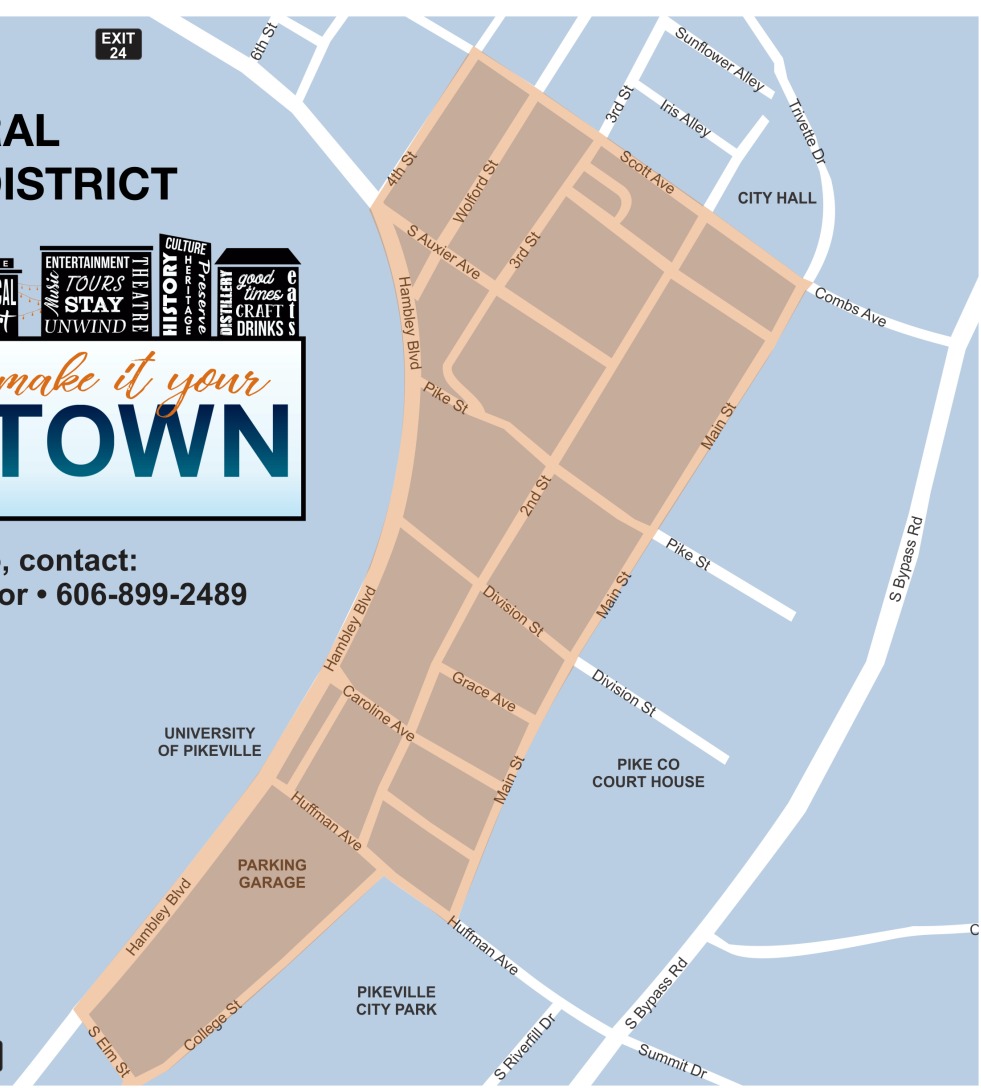 EXIT
24
6th St
Sunflower Alley
3rd St
Iris Alley
Trivette Dr
RAL
DISTRICT
4th St
Wolford St
Scott Ave
CITY HALL
S Auxier Ave
3rd St
Combs Ave
Hambley Blvd
E
CAL
ENTERTAINMENT
Music
TOURS
STAY
UNWIND
THEATRE
CULTURE
HISTORY
HERITAGE
Preserve
DISTILLERY
good
times
CRAFT
DRINKS
eats
make it your
TOWN
Pike St
Main St
2nd St
, contact:
or • 606-899-2489
Pike St
S Bypass Rd
Main St
Division St
Hambley Blvd
Grace Ave
Division St
Caroline Ave
UNIVERSITY
OF PIKEVILLE
PIKE CO
COURT HOUSE
Main St
Huffman Ave
PARKING
GARAGE
Hambley Blvd
Huffman Ave
PIKEVILLE
CITY PARK
S Bypass Rd
C
College St
S Elm St
S Riverfill Dr
Summit Dr